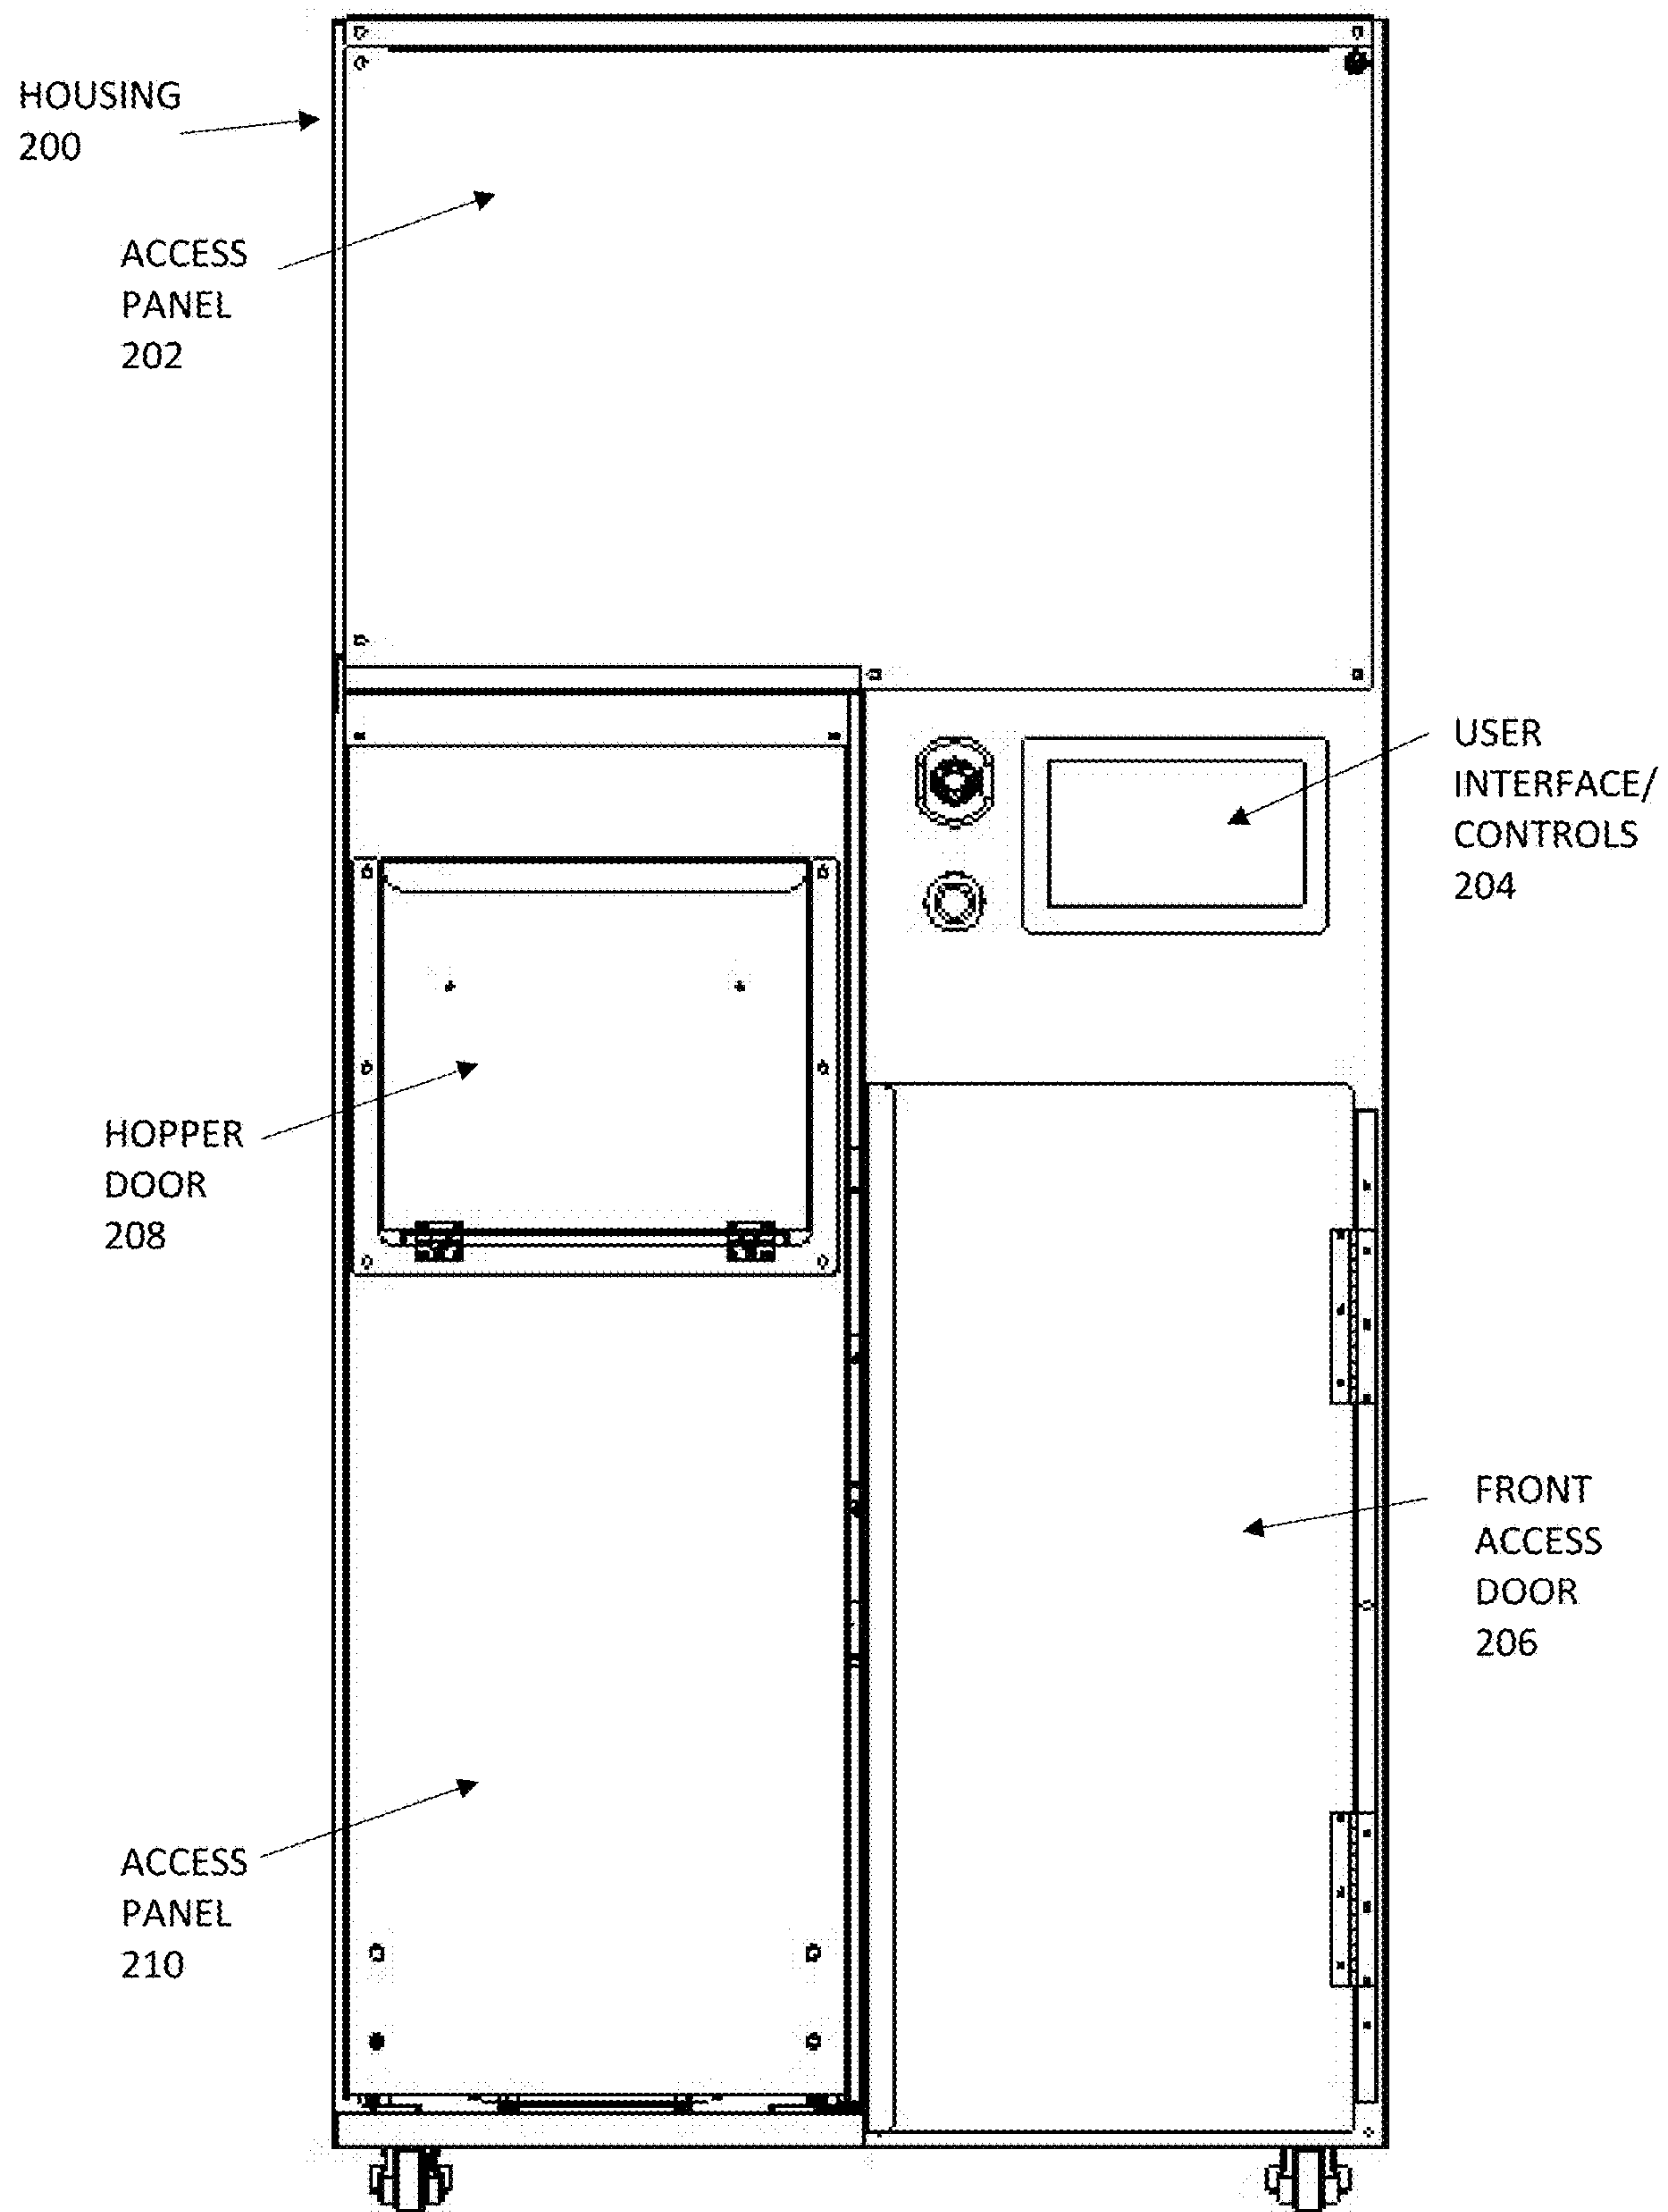 HOUSING
200
ACCESS
PANEL
202
USER
INTERFACE/
CONTROLS
204
HOPPER
DOOR
208
FRONT
ACCESS
DOOR
206
ACCESS
PANEL
210